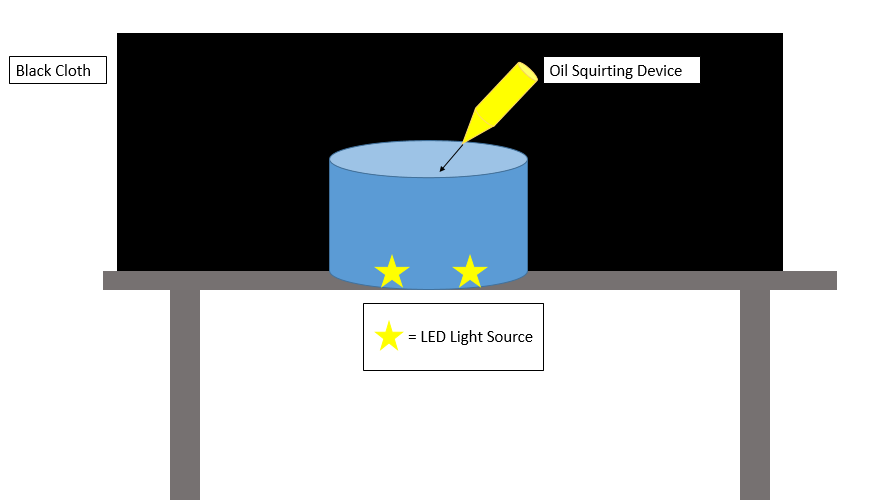 Black Cloth
Oil Squirting Device
= LED Light Source